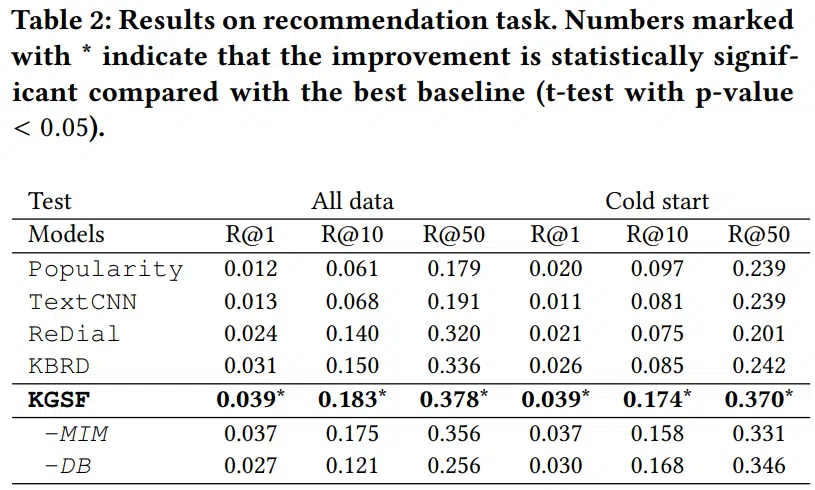 Table 2: Results on recommendation task. Numbers marked
with * indicate that the improvement is statistically signif-
icant compared with the best baseline (t-test with p-value
< 0.05).
Test All data Cold start
Models R@1 R@10 R@50 R@1 R@10 R@50
Popularity 0.012 0.061 0.179 0.020 0.097 0.239
TextCNN 0.013 0.068 0.191 0.011 0.081 0.239
ReDial 0.024 0.140 0.320 0.021 0.075 0.201
KBRD 0.031 0.150 0.336 0.026 0.085 0.242
KGSF 0.039* 0.183* 0.378* 0.039* 0.174* 0.370*
-MIM 0.037 0.175 0.356 0.037 0.158 0.331
-DB 0.027 0.121 0.256 0.030 0.168 0.346